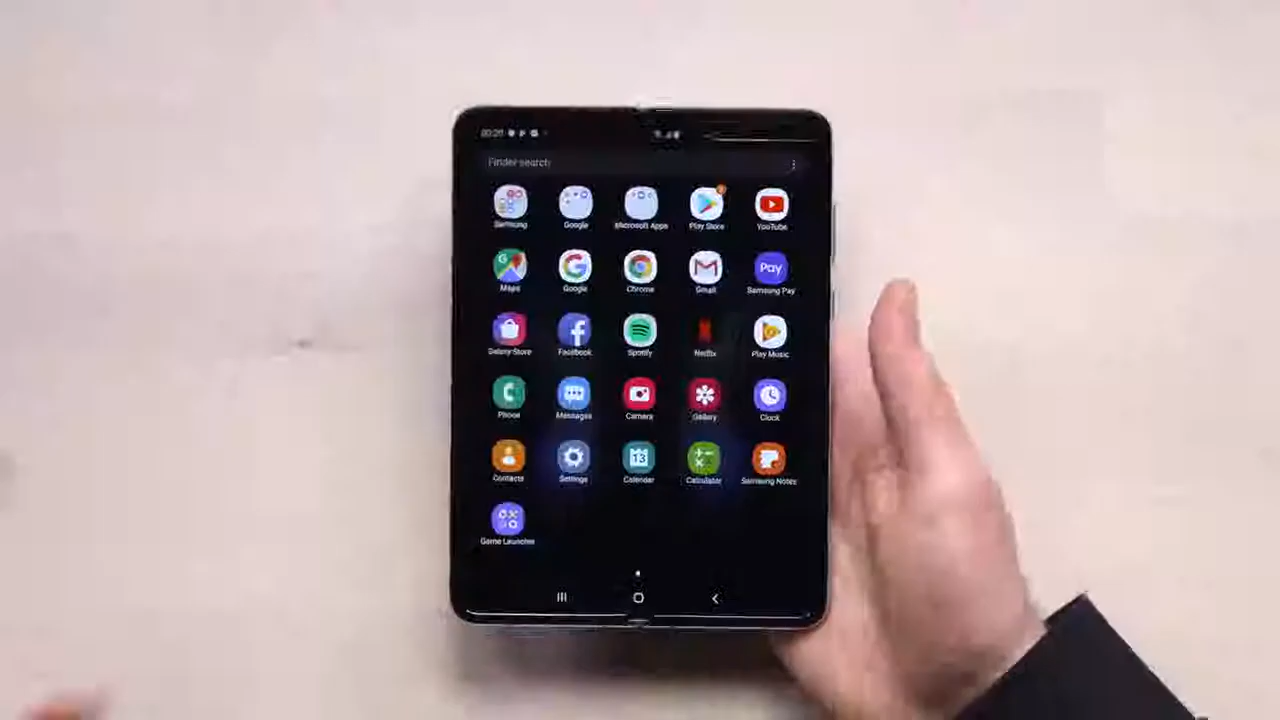 Finder search
Samsung Google Microsoft Apps Play Store YouTube
Pay
Maps Google Chrome Gmail Samsung Pay
Galaxy Store Facebook Spotify Netflix Play Music
Phone Messages Camera Gallery Clock
13
Contacts Settings Calendar Calculator Samsung Notes
Game Launcher